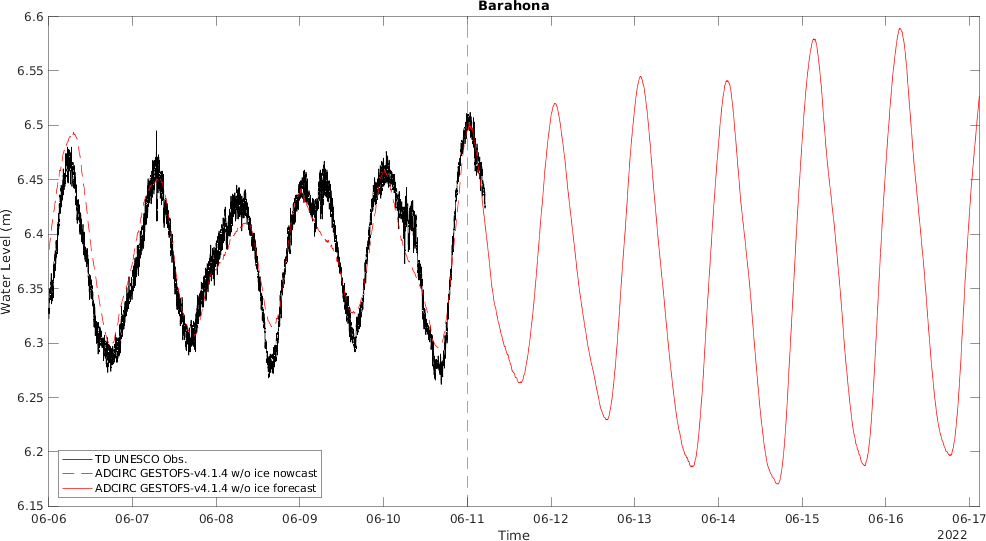 Barahona
6.6
6.55
6.5
6.45
6.4
6.35
6.3
6.25
6.2
6.15
Water Level (m)
TD UNESCO Obs.
ADCIRC GESTOFS-v4.1.4 w/o ice nowcast
ADCIRC GESTOFS-v4.1.4 w/o ice forecast
06-06 06-07 06-08 06-09 06-10 06-11 06-12 06-13 06-14 06-15 06-16 06-17
Time
2022